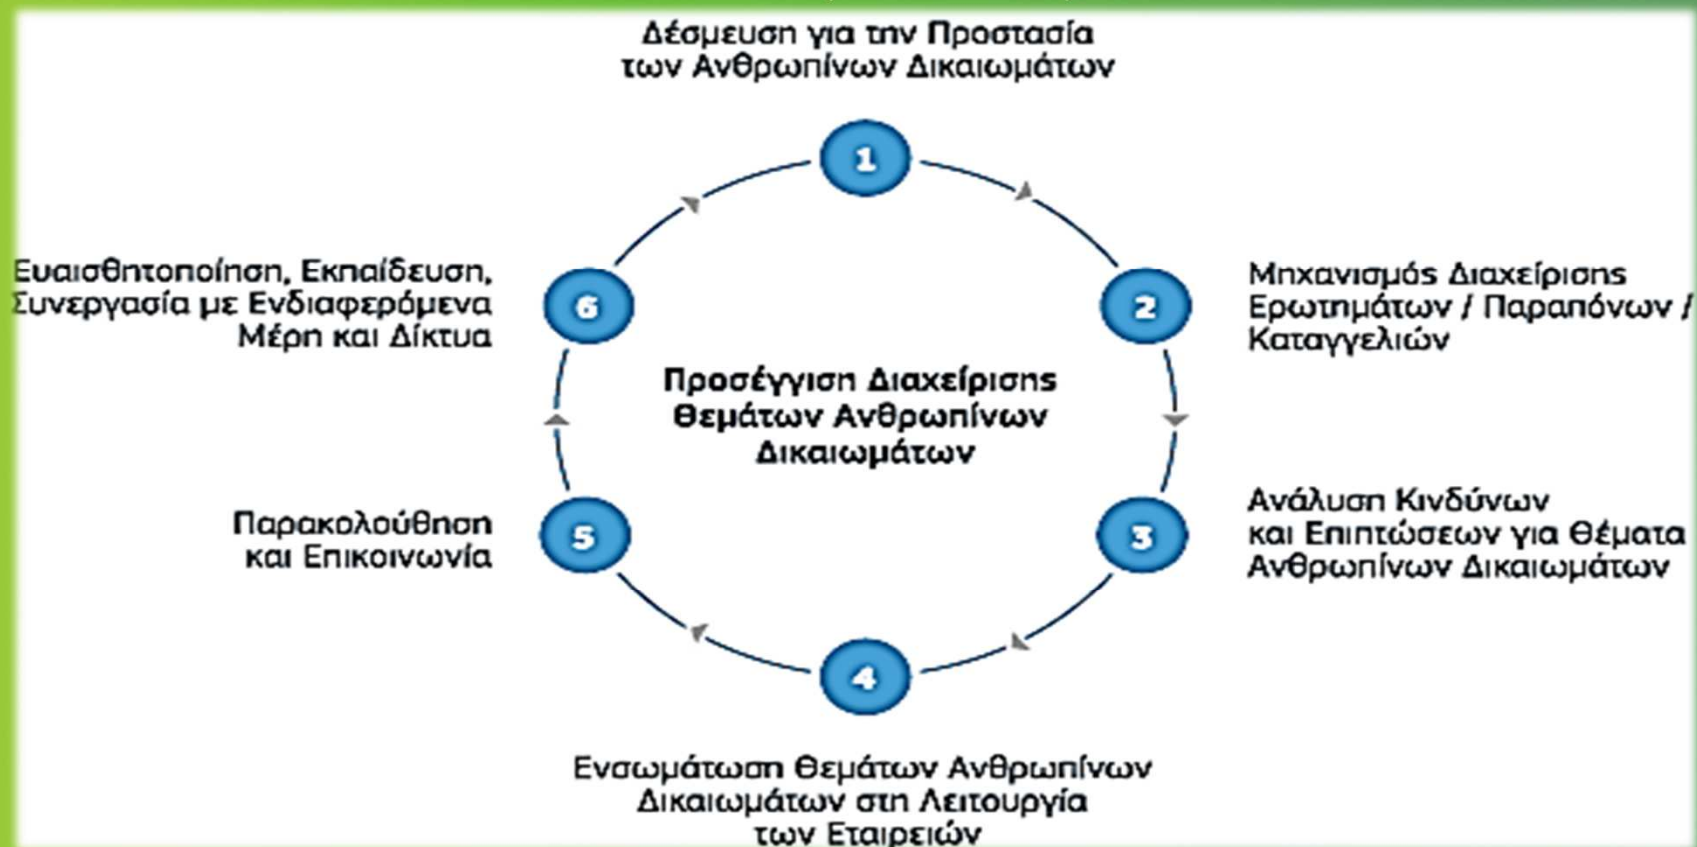 Δέσμευση για την Προστασία
των Ανθρωπίνων Δικαιωμάτων
1
2
Μηχανισμός Διαχείρισης
Ερωτημάτων / Παραπόνων /
Καταγγελιών
3
Ανάλυση Κινδύνων
και Επιπτώσεων για Θέματα
Ανθρωπίνων Δικαιωμάτων
4
Ενσωμάτωση Θεμάτων Ανθρωπίνων
Δικαιωμάτων στη Λειτουργία
των Εταιρειών
5
Παρακολούθηση
και Επικοινωνία
6
Ευαισθητοποίηση, Εκπαίδευση,
Συνεργασία με Ενδιαφερόμενα
Μέρη και Δίκτυα
Προσέγγιση Διαχείρισης
Θεμάτων Ανθρωπίνων
Δικαιωμάτων